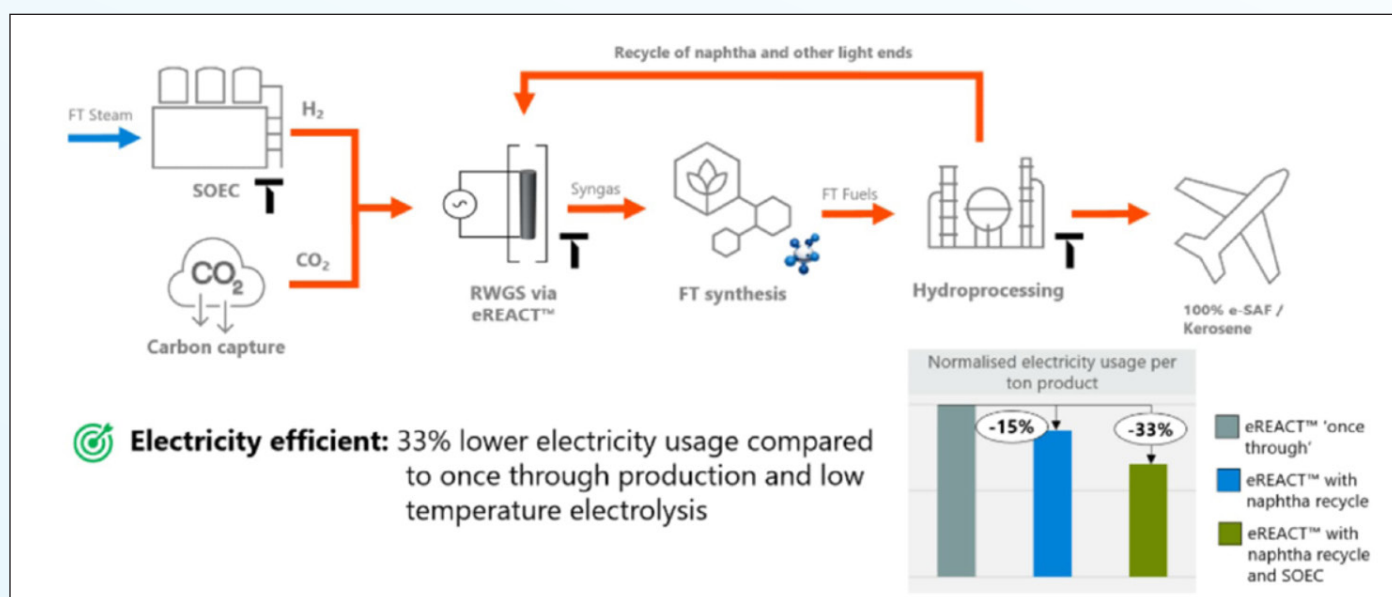 Recycle of naphtha and other light ends
FT Steam
H₂
SOEC
CO₂
CO₂
Carbon capture
RWGS via
eREACT™
Syngas
FT synthesis
FT Fuels
Hydroprocessing
100% e-SAF /
Kerosene
Electricity efficient: 33% lower electricity usage compared
to once through production and low
temperature electrolysis
Normalised electricity usage per
ton product
-15%
-33%
eREACT™ 'once
through'
eREACT™ with
naphtha recycle
eREACT™ with
naphtha recycle
and SOEC